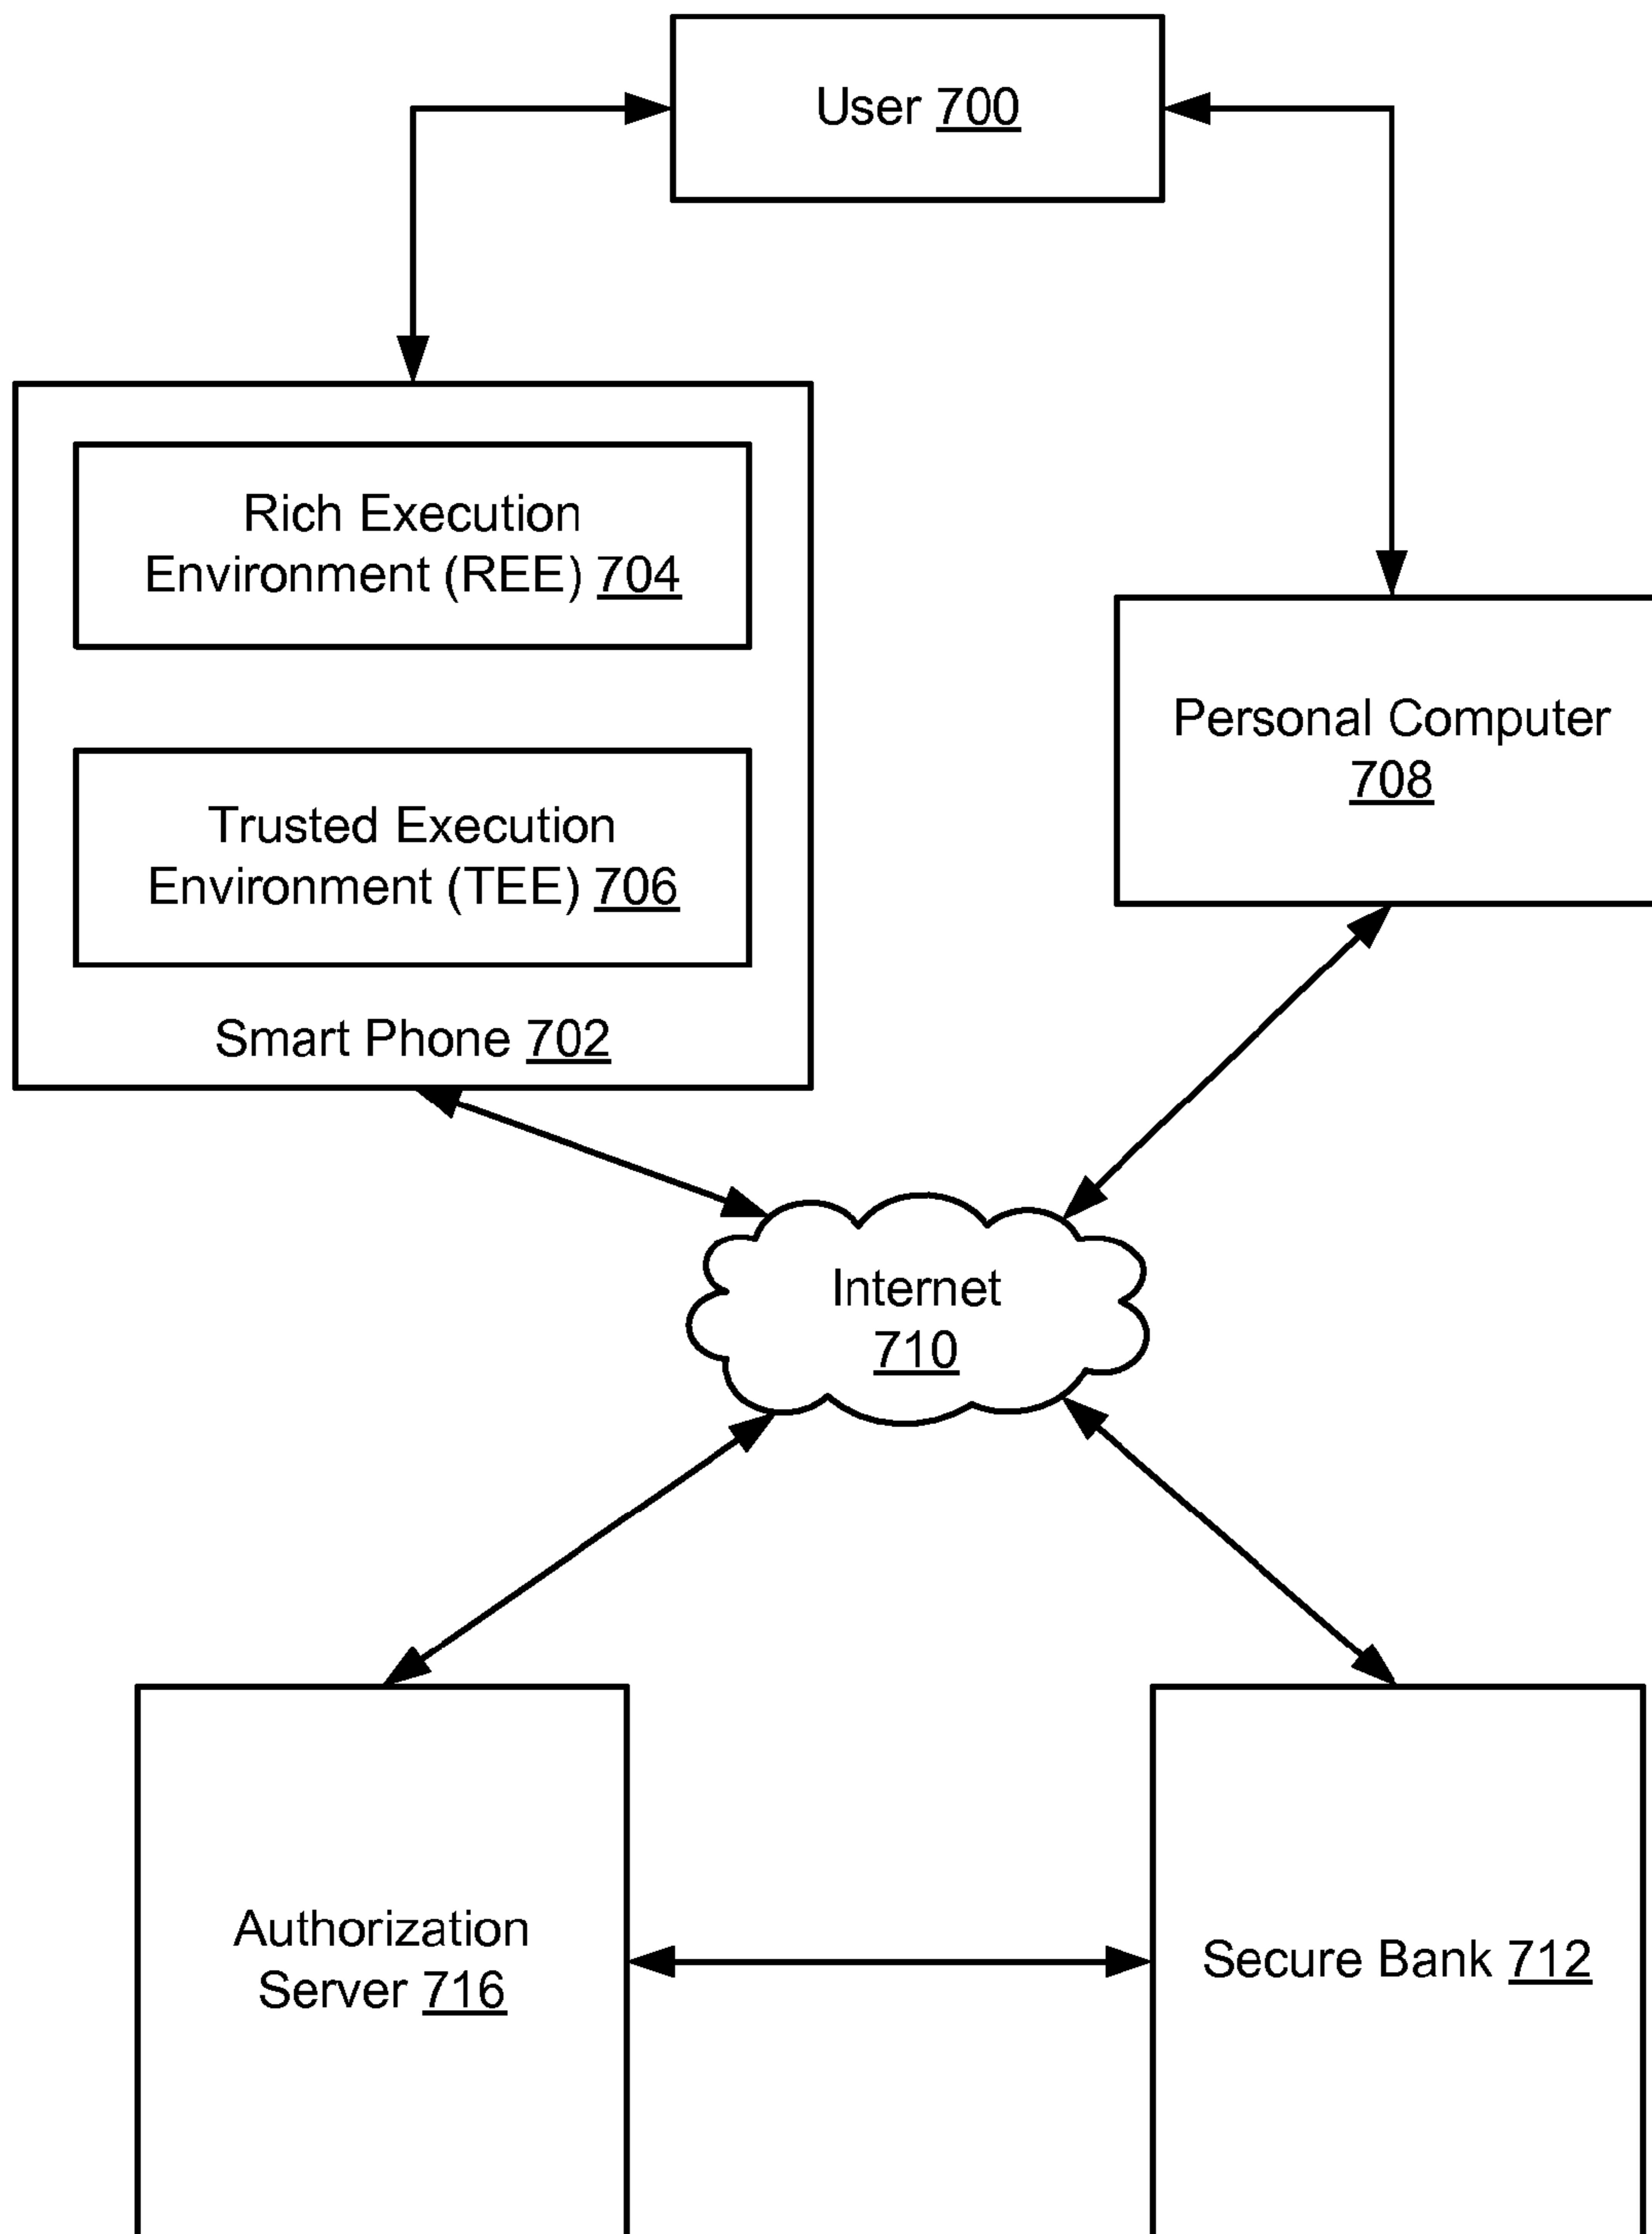 User 700
Rich Execution
Environment (REE) 704
Trusted Execution
Environment (TEE) 706
Smart Phone 702
Personal Computer
708
Internet
710
Authorization
Server 716
Secure Bank 712